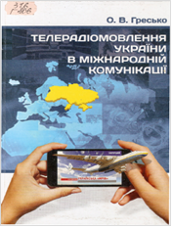 О. В. Гресько
ТЕЛЕРАДІОМОВЛЕННЯ
УКРАЇНИ
В МІЖНАРОДНІЙ
КОМУНІКАЦІЇ